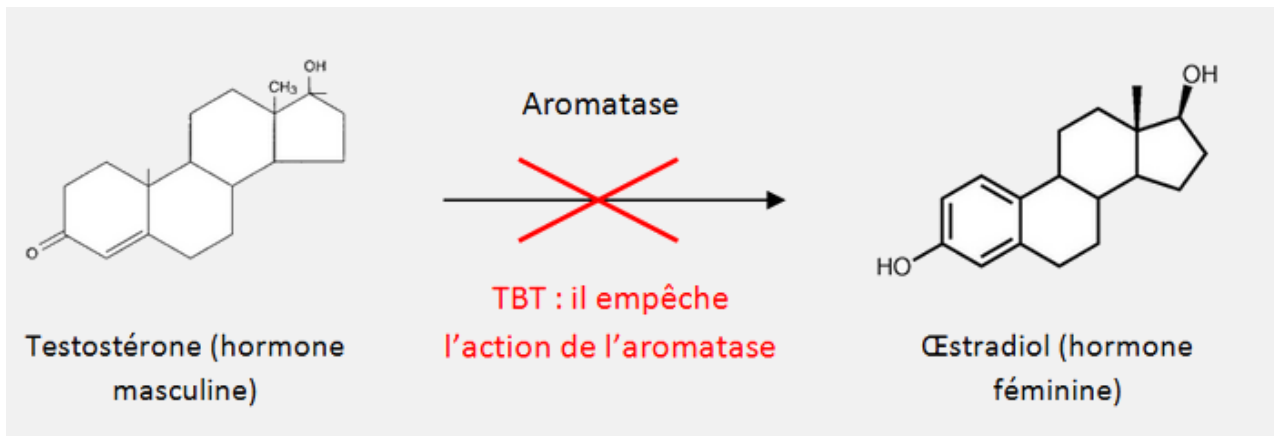 OH
CH₃
O
Testostérone (hormone
masculine)
Aromatase
TBT : il empêche
l'action de l'aromatase
OH
HO
Œstradiol (hormone
féminine)